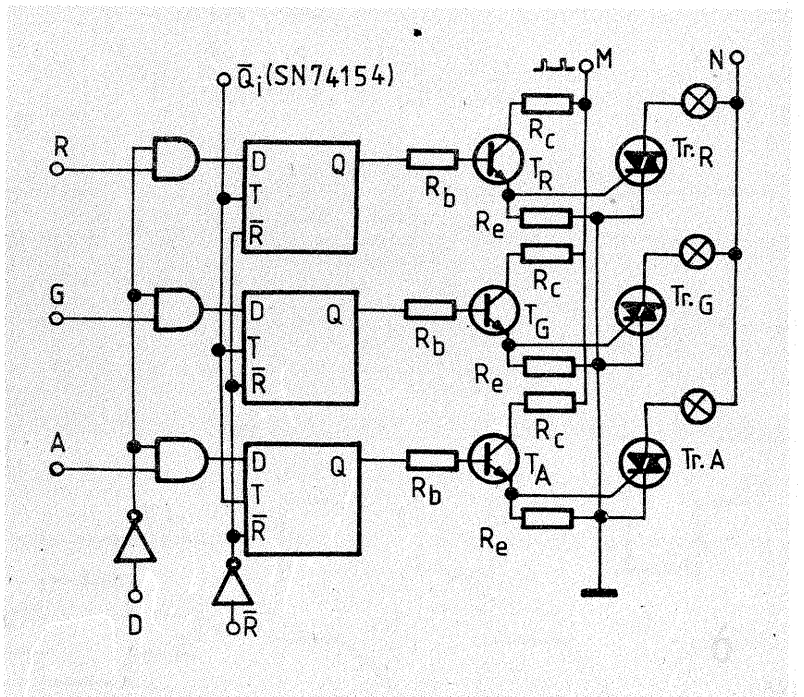 Q̅i (SN74154)
M
N
R
D
Q
T
R̅
Rb
Rc
TR
Re
Tr.R
G
D
Q
T
R̅
Rb
Rc
TG
Re
Tr.G
A
D
Q
T
R̅
Rb
Rc
TA
Re
Tr.A
D
R̅